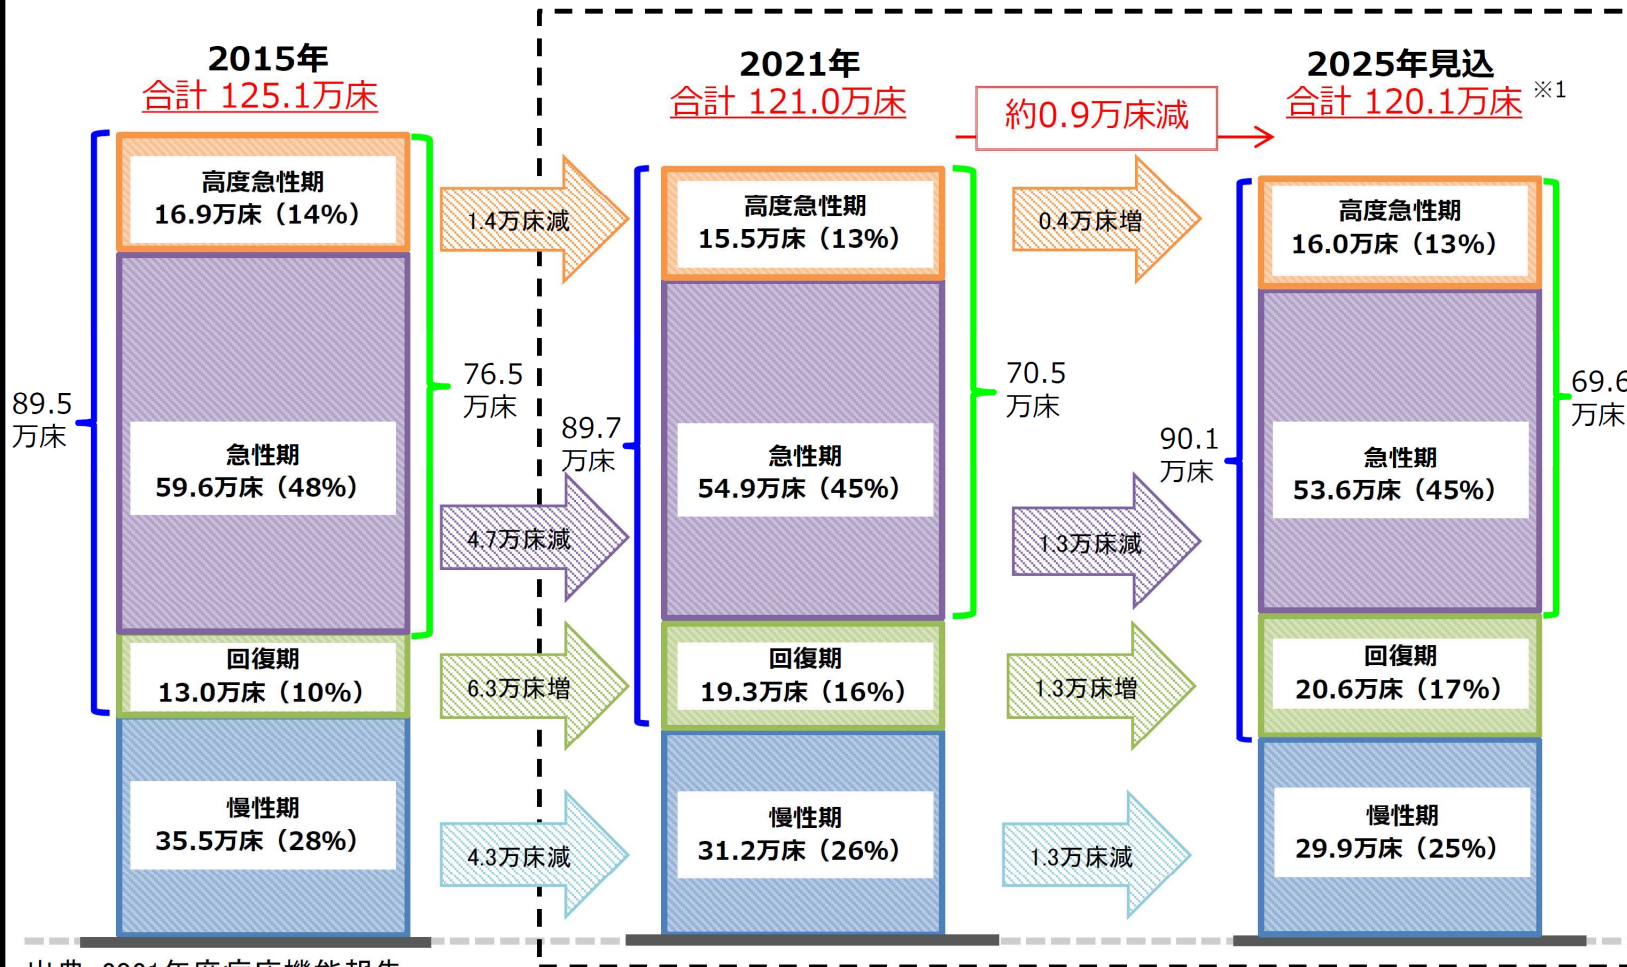 2015年
合計 125.1万床
高度急性期
16.9万床（14%）
急性期
59.6万床（48%）
回復期
13.0万床（10%）
慢性期
35.5万床（28%）
89.5
万床
76.5
万床
1.4万床減
4.7万床減
6.3万床増
4.3万床減
2021年
合計 121.0万床
高度急性期
15.5万床（13%）
急性期
54.9万床（45%）
回復期
19.3万床（16%）
慢性期
31.2万床（26%）
89.7
万床
70.5
万床
約0.9万床減
0.4万床増
1.3万床減
1.3万床増
1.3万床減
2025年見込
合計 120.1万床 ※1
高度急性期
16.0万床（13%）
急性期
53.6万床（45%）
回復期
20.6万床（17%）
慢性期
29.9万床（25%）
90.1
万床
69.6
万床